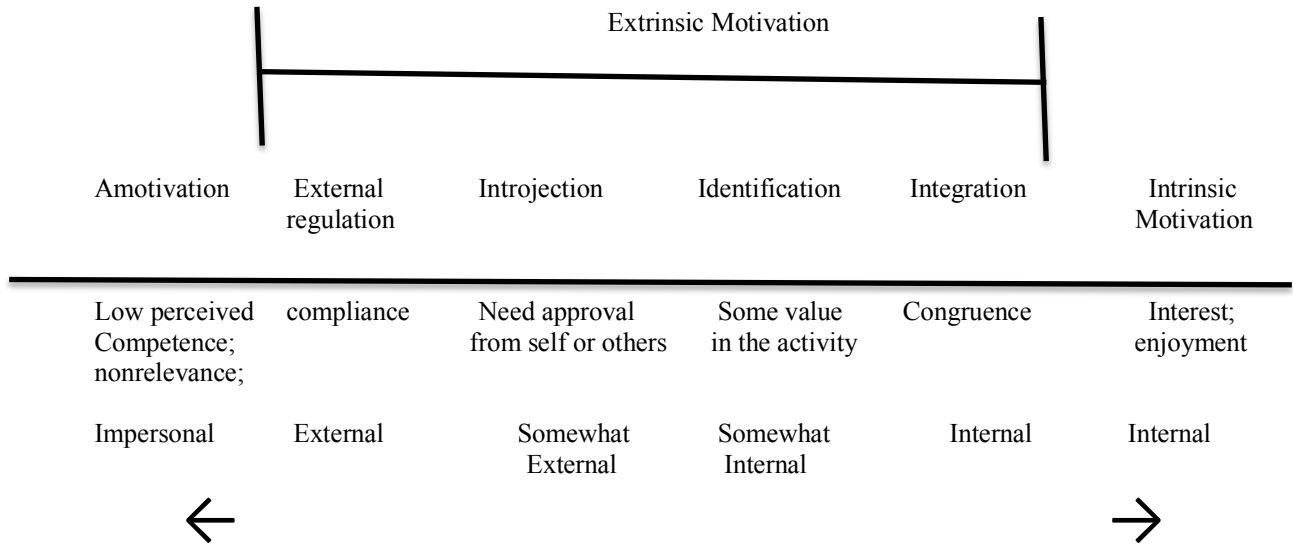 Extrinsic Motivation
Amotivation External Introjection Identification Integration Intrinsic
regulation Motivation
Low perceived compliance Need approval Some value Congruence Interest;
Competence; from self or others in the activity enjoyment
nonrelevance;
Impersonal External Somewhat Somewhat Internal Internal
External Internal